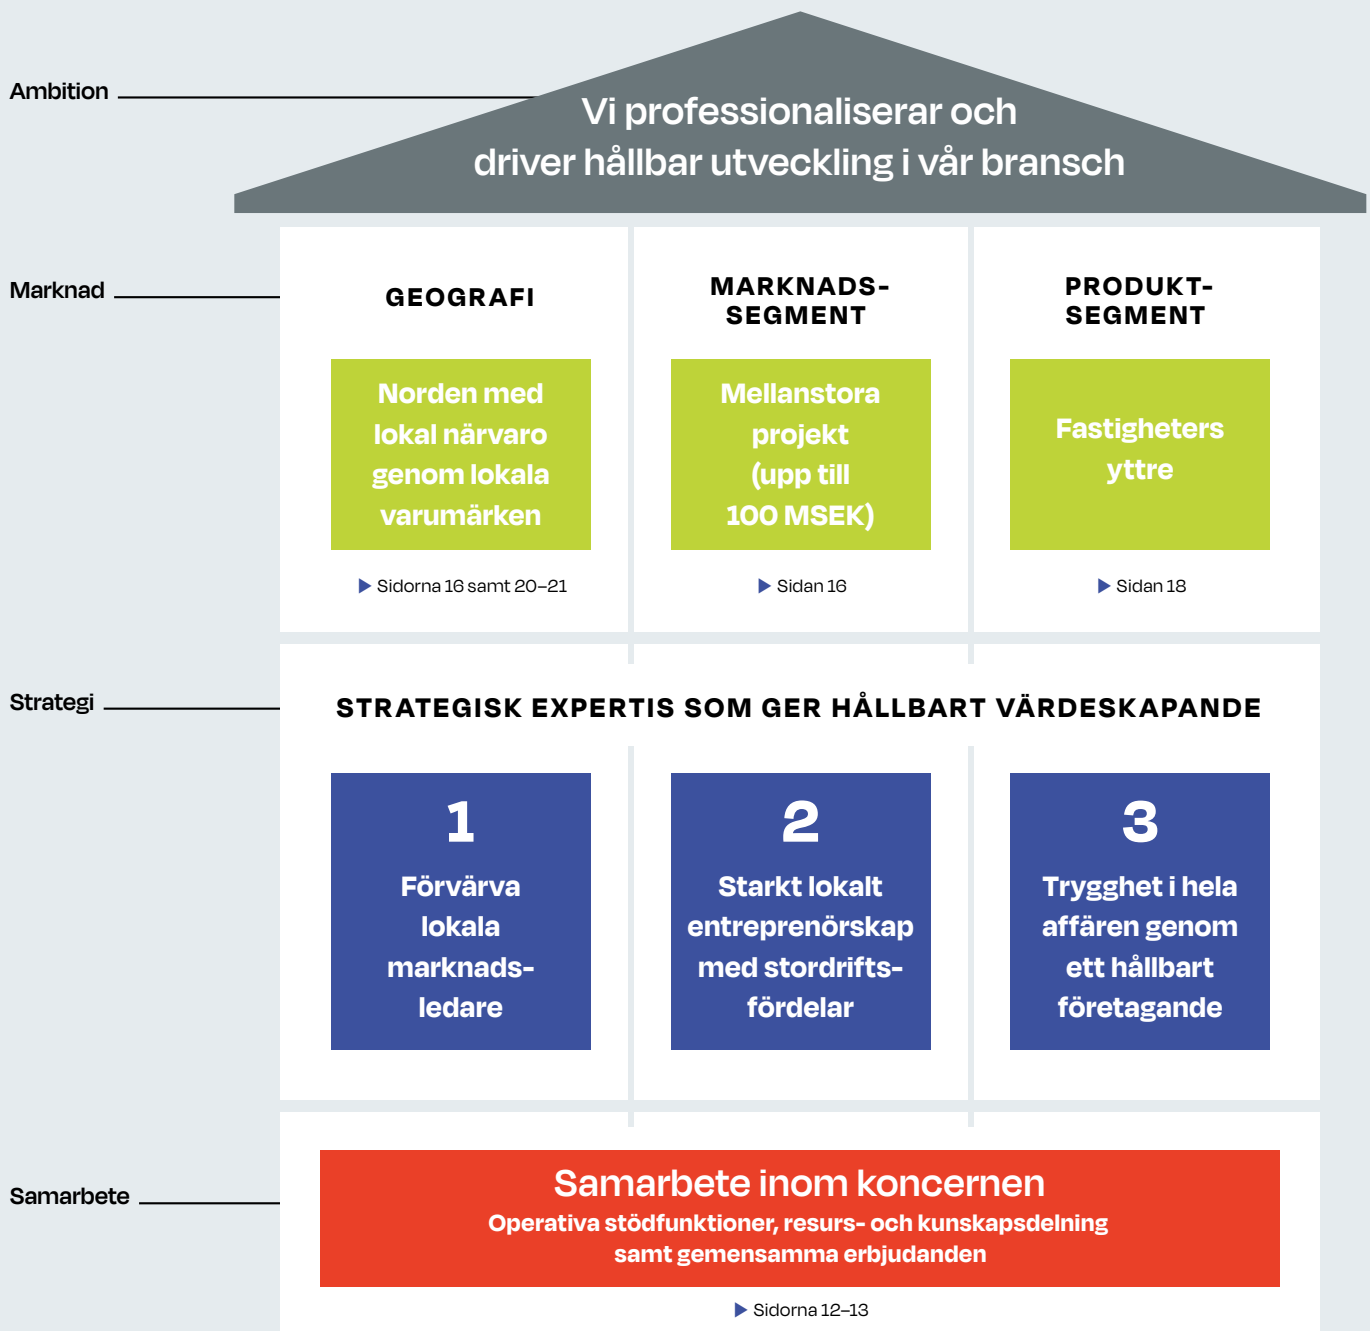 Ambition
Vi professionaliserar och
driver hållbar utveckling i vår bransch
Marknad
GEOGRAFI
Norden med
lokal närvaro
genom lokala
varumärken
▶ Sidorna 16 samt 20–21
MARKNADS-
SEGMENT
Mellanstora
projekt
(upp till
100 MSEK)
▶ Sidan 16
PRODUKT-
SEGMENT
Fastigheters
yttre
▶ Sidan 18
Strategi
STRATEGISK EXPERTIS SOM GER HÅLLBART VÄRDESKAPANDE
1
Förvärva
lokala
marknads-
ledare
2
Starkt lokalt
entreprenörskap
med stordrifts-
fördelar
3
Trygghet i hela
affären genom
ett hållbart
företagande
Samarbete
Samarbete inom koncernen
Operativa stödfunktioner, resurs- och kunskapsdelning
samt gemensamma erbjudanden
▶ Sidorna 12–13